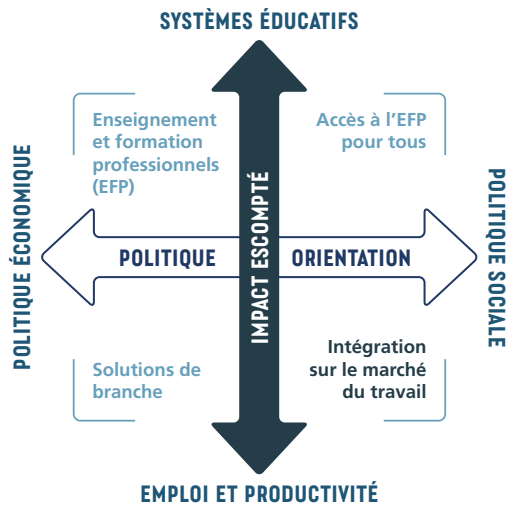 SYSTÈMES ÉDUCATIFS
Enseignement
et formation
professionnels
(EFP)
Accès à l’EFP
pour tous
POLITIQUE ÉCONOMIQUE
POLITIQUE
IMPACT ESCOMPTÉ
ORIENTATION
POLITIQUE SOCIALE
Solutions de
branche
Intégration
sur le marché
du travail
EMPLOI ET PRODUCTIVITÉ